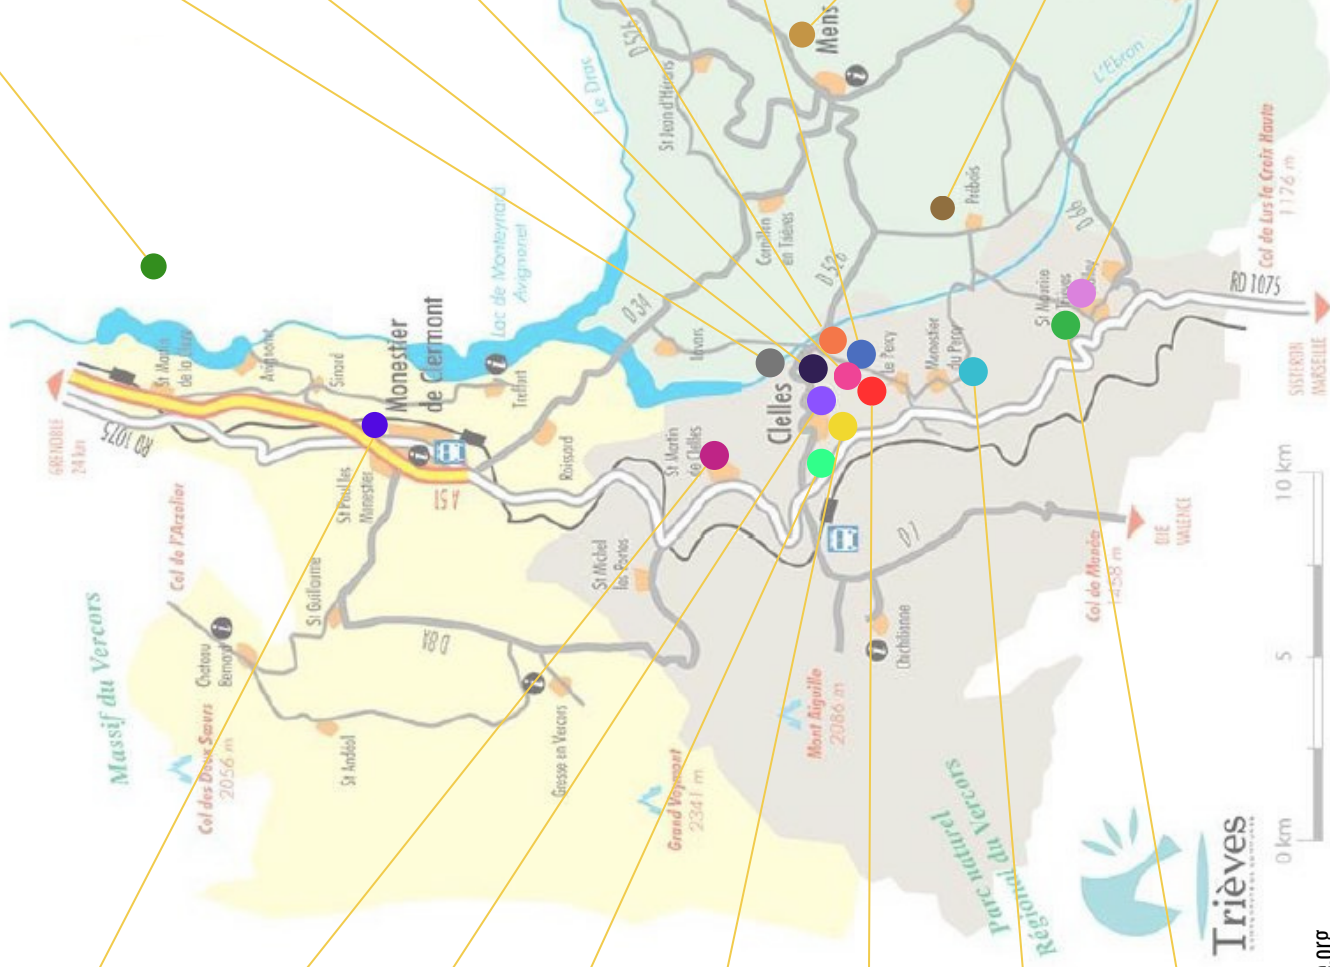 GRENOBLE
24 km
RD 1075
St Martin
de la
Avignonet
Sinard
Monestier
de Clermont
Lac de Monteynard
Avignonet
Treffort
Le Drac
D 526
St Jean d'Hérans
Mens
L'Ebron
Cornillon
en Trièves
D 34
D 526
Prébois
D 66
Col de Lus la Croix Haute
1176 m
RD 1075
SISTERON
MARSEILLE
St Maurice
Lavars
Le Percy
Monestier
du Percy
Clelles
St Martin
de Clelles
Roissard
A 51
St Paul les
Monestier
Col de l'Arzelier
Massif du Vercors
Château
Bernard
St Guillaume
D 8A
St Michel
les Portes
D7
DIE
VALENCE
Col de Menée
1458 m
Chichilianne
Mont Aiguille
2086 m
Gresse en Vercors
Grand Veymont
2341 m
St Andéol
Col des Deux Sœurs
2056 m
Parc naturel
Régional du Vercors
Trièves
0 km
5
10 km
.org